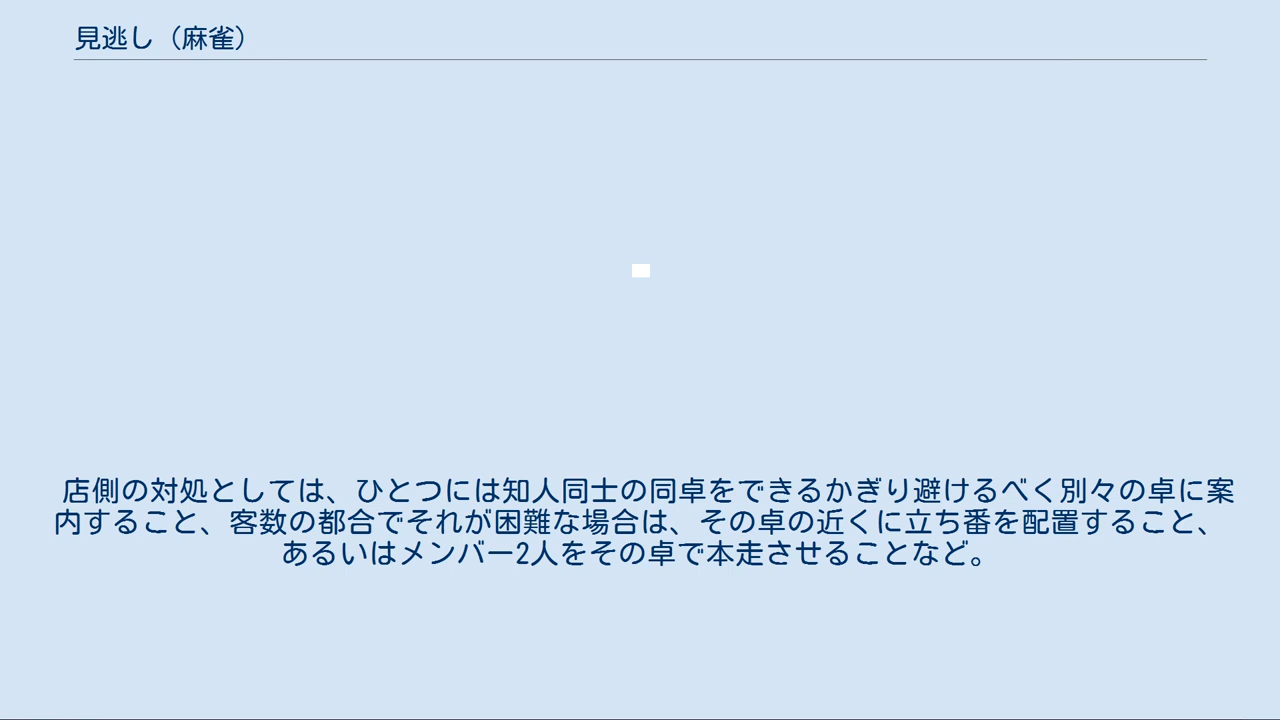 見逃し（麻雀）
店側の対処としては、ひとつには知人同士の同卓をできるかぎり避けるべく別々の卓に案
内すること、客数の都合でそれが困難な場合は、その卓の近くに立ち番を配置すること、
あるいはメンバー2人をその卓で本走させることなど。